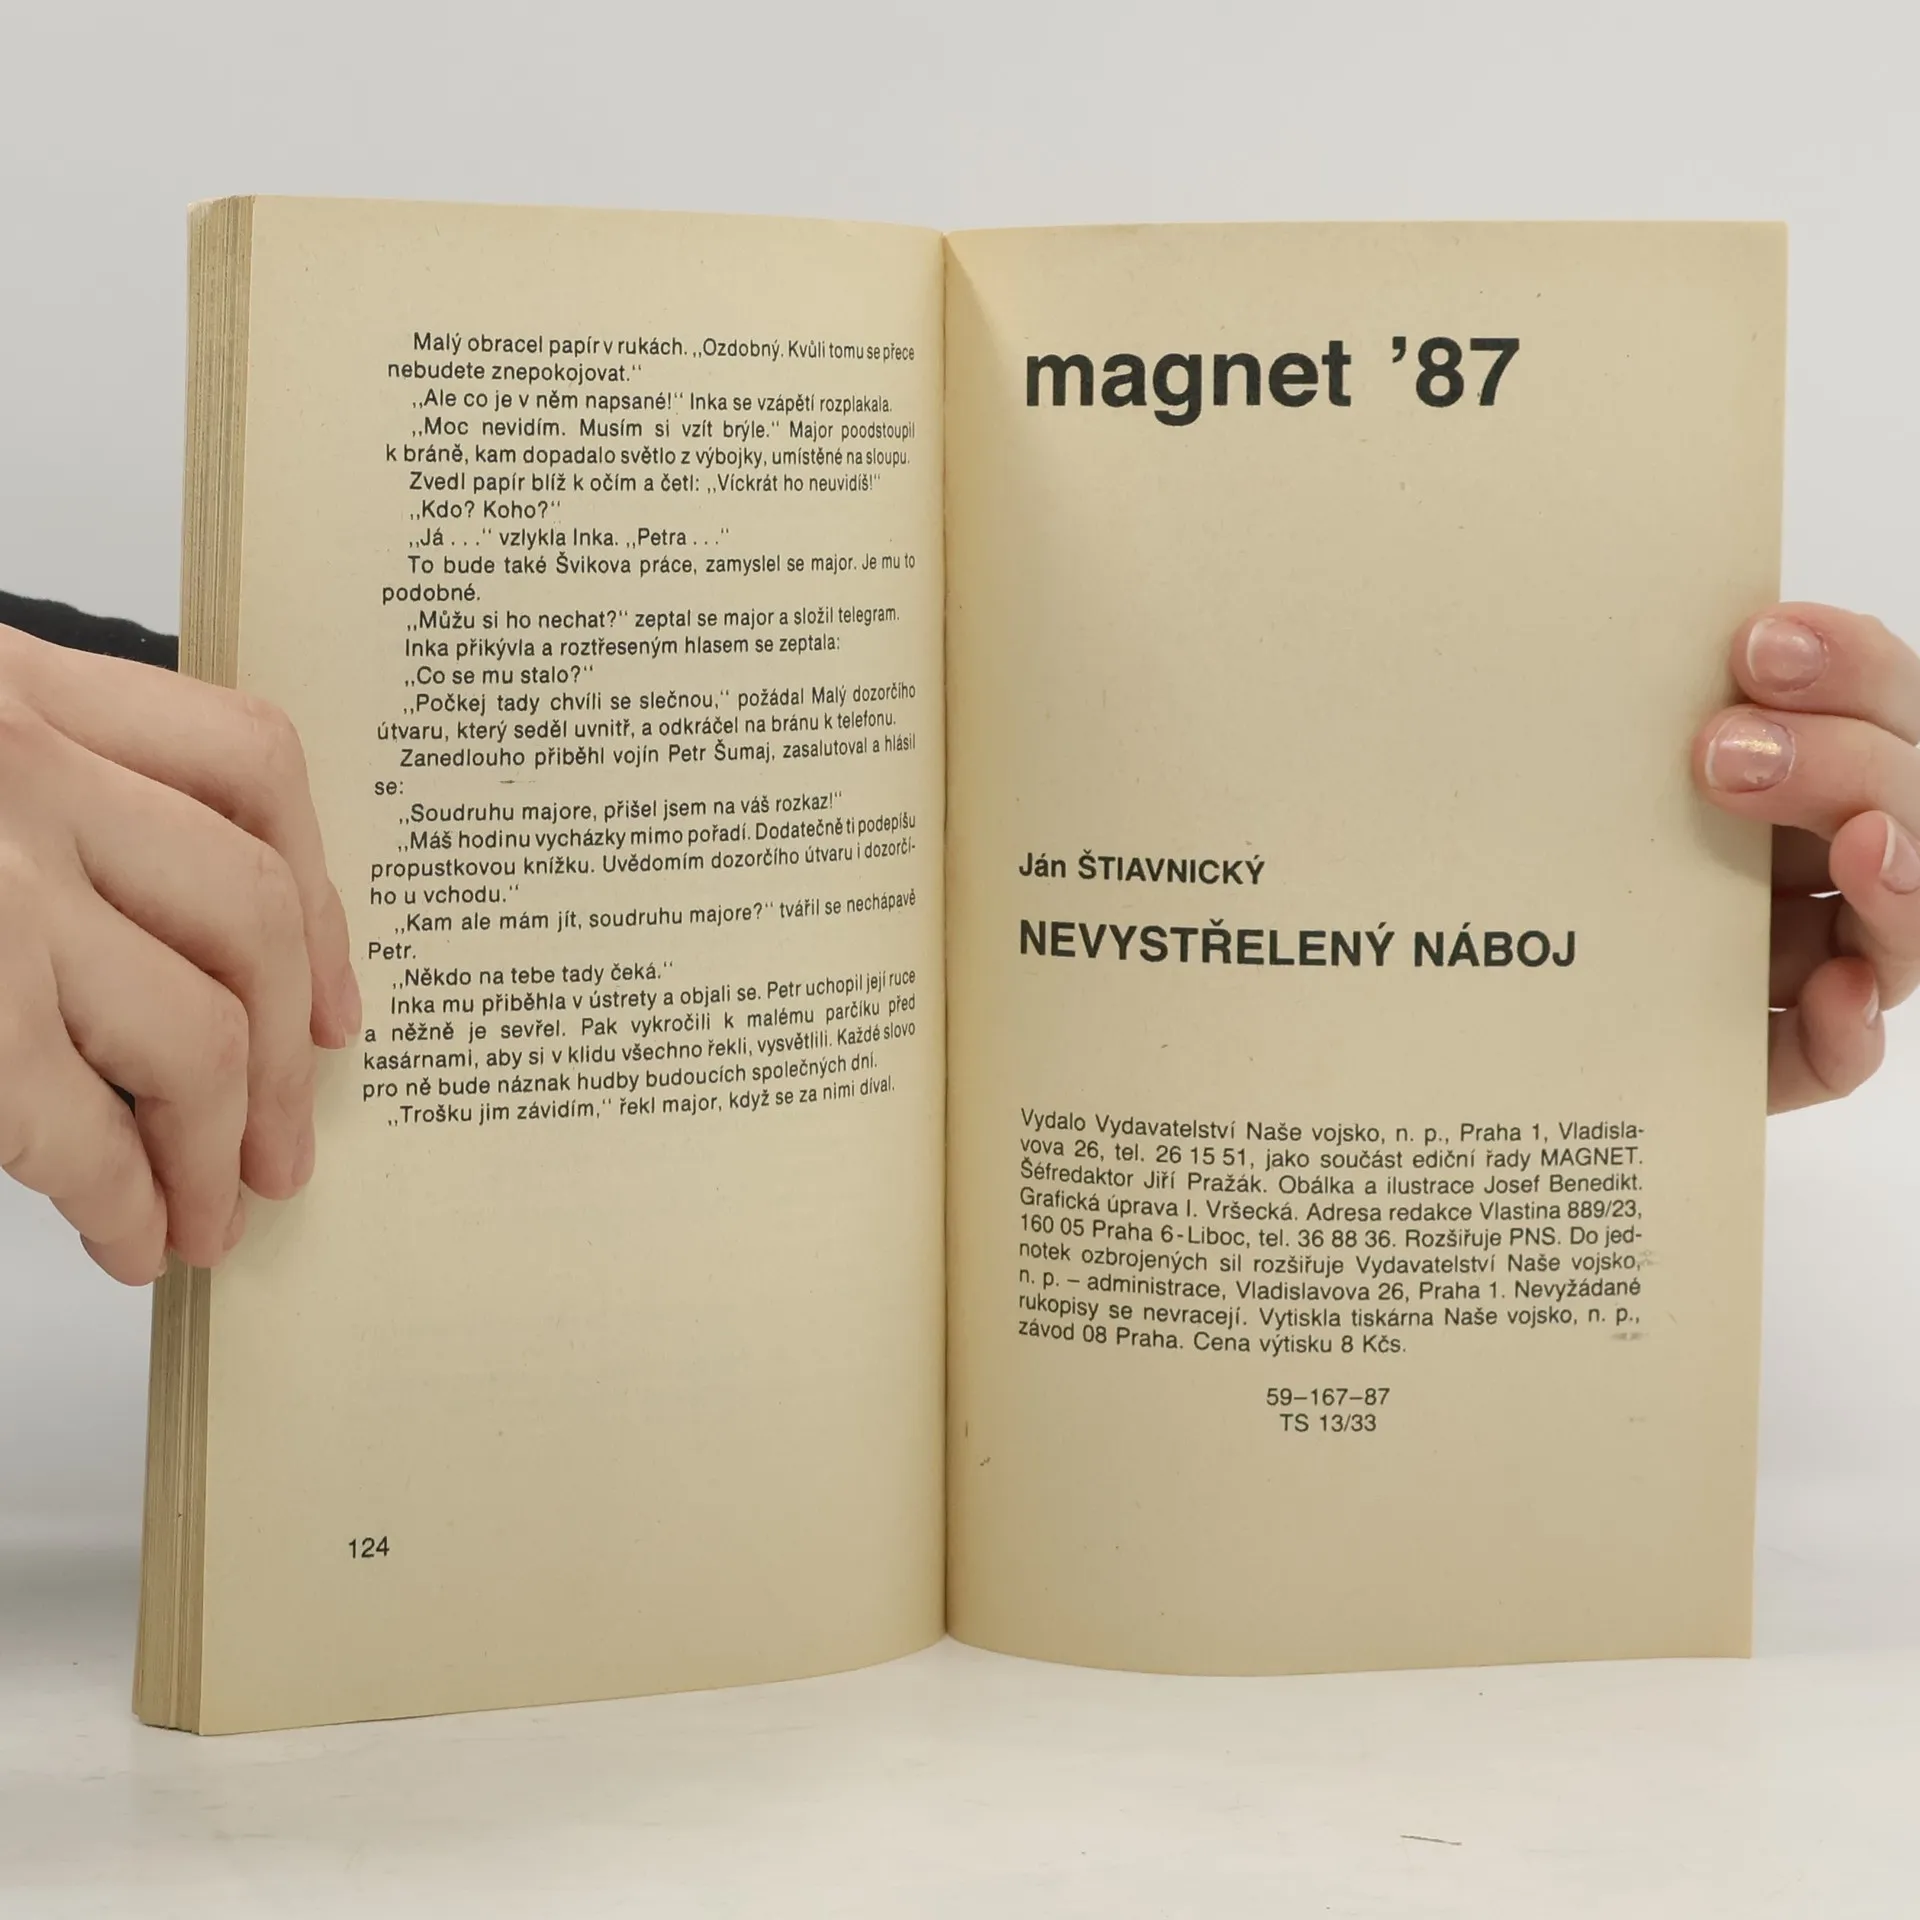 Malý obracel papír v rukách. ,,Ozdobný. Kvůli tomu se přece
nebudete znepokojovat.‘‘
,,Ale co je v něm napsané!‘‘ Inka se vzápětí rozplakala.
,,Moc nevidím. Musím si vzít brýle.‘‘ Major poodstoupil
k bráně, kam dopadalo světlo z výbojky, umístěné na sloupu.
Zvedl papír blíž k očím a četl: ,,Víckrát ho neuvidíš!‘‘
,,Kdo? Koho?‘‘
,,Já . . .‘‘ vzlykla Inka. ,,Petra . . .‘‘
To bude také Švikova práce, zamyslel se major. Je mu to
podobné.
,,Můžu si ho nechat?‘‘ zeptal se major a složil telegram.
Inka přikývla a roztřeseným hlasem se zeptala:
,,Co se mu stalo?‘‘
,,Počkej tady chvíli se slečnou,‘‘ požádal Malý dozorčího
útvaru, který seděl uvnitř, a odkráčel na bránu k telefonu.
Zanedlouho přiběhl vojín Petr Šumaj, zasalutoval a hlásil
se:
,,Soudruhu majore, přišel jsem na váš rozkaz!‘‘
,,Máš hodinu vycházky mimo pořadí. Dodatečně ti podepíšu
propustkovou knížku. Uvědomím dozorčího útvaru i dozorčí-
ho u vchodu.‘‘
,,Kam ale mám jít, soudruhu majore?‘‘ tvářil se nechápavě
Petr.
,,Někdo na tebe tady čeká.‘‘
Inka mu přiběhla v ústrety a objali se. Petr uchopil její ruce
a něžně je sevřel. Pak vykročili k malému parčíku před
kasárnami, aby si v klidu všechno řekli, vysvětlili. Každé slovo
pro ně bude náznak hudby budoucích společných dní.
,,Trošku jim závidím,‘‘ řekl major, když se za nimi díval.
124
magnet ’87
Ján ŠTIAVNICKÝ
NEVYSTŘELENÝ NÁBOJ
Vydalo Vydavatelství Naše vojsko, n. p., Praha 1, Vladisla-
vova 26, tel. 26 15 51, jako součást ediční řady MAGNET.
Šéfredaktor Jiří Pražák. Obálka a ilustrace Josef Benedikt.
Grafická úprava I. Vršecká. Adresa redakce Vlastina 889/23,
160 05 Praha 6-Liboc, tel. 36 88 36. Rozšiřuje PNS. Do jed-
notek ozbrojených sil rozšiřuje Vydavatelství Naše vojsko,
n. p. – administrace, Vladislavova 26, Praha 1. Nevyžádané
rukopisy se nevracejí. Vytiskla tiskárna Naše vojsko, n. p.,
závod 08 Praha. Cena výtisku 8 Kčs.
59–167–87
TS 13/33